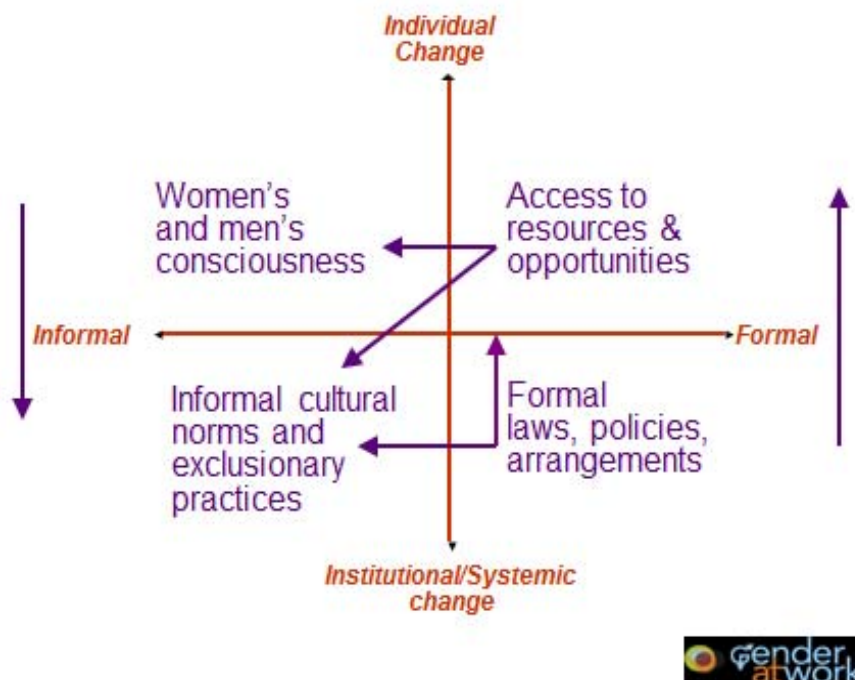 Individual
Change
Women's
and men's
consciousness
Access to
resources &
opportunities
Informal
Formal
Informal cultural
norms and
exclusionary
practices
Formal
laws, policies,
arrangements
Institutional/Systemic
change
gender
at work